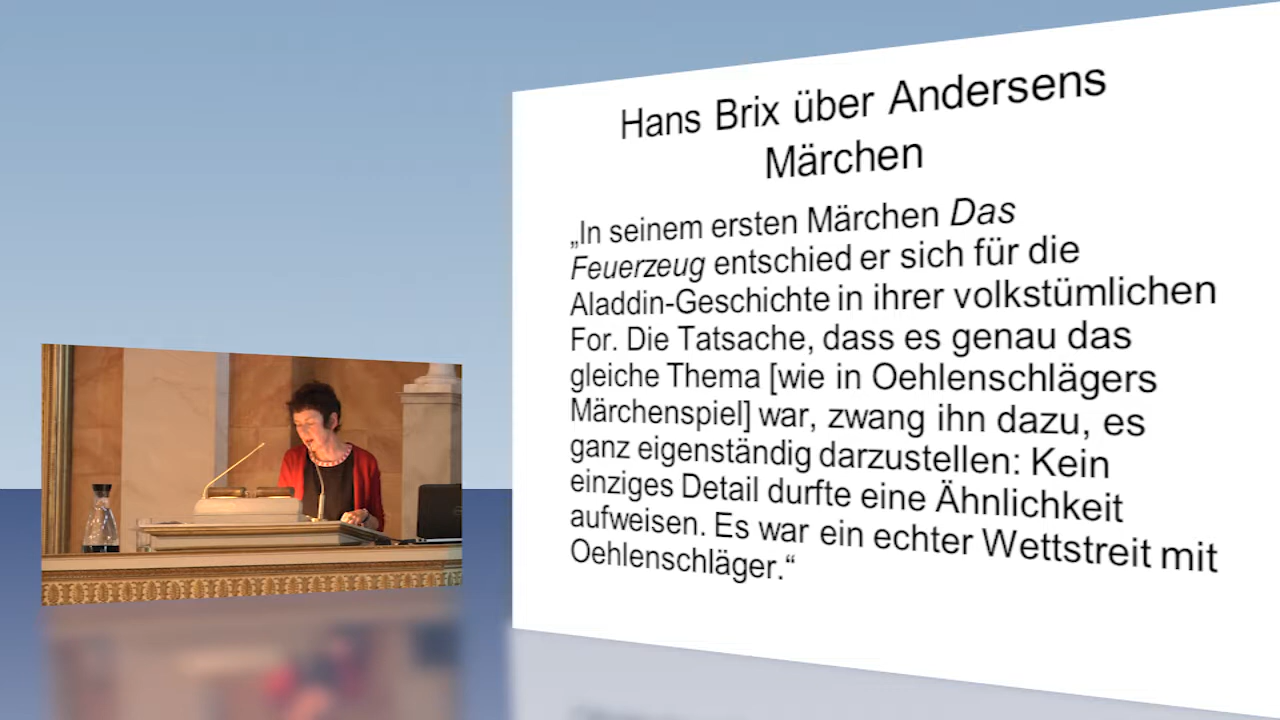 Hans Brix über Andersens
Märchen
„In seinem ersten Märchen Das
Feuerzeug entschied er sich für die
Aladdin-Geschichte in ihrer volkstümlichen
For. Die Tatsache, dass es genau das
gleiche Thema [wie in Oehlenschlägers
Märchenspiel] war, zwang ihn dazu, es
ganz eigenständig darzustellen: Kein
einziges Detail durfte eine Ähnlichkeit
aufweisen. Es war ein echter Wettstreit mit
Oehlenschläger.“